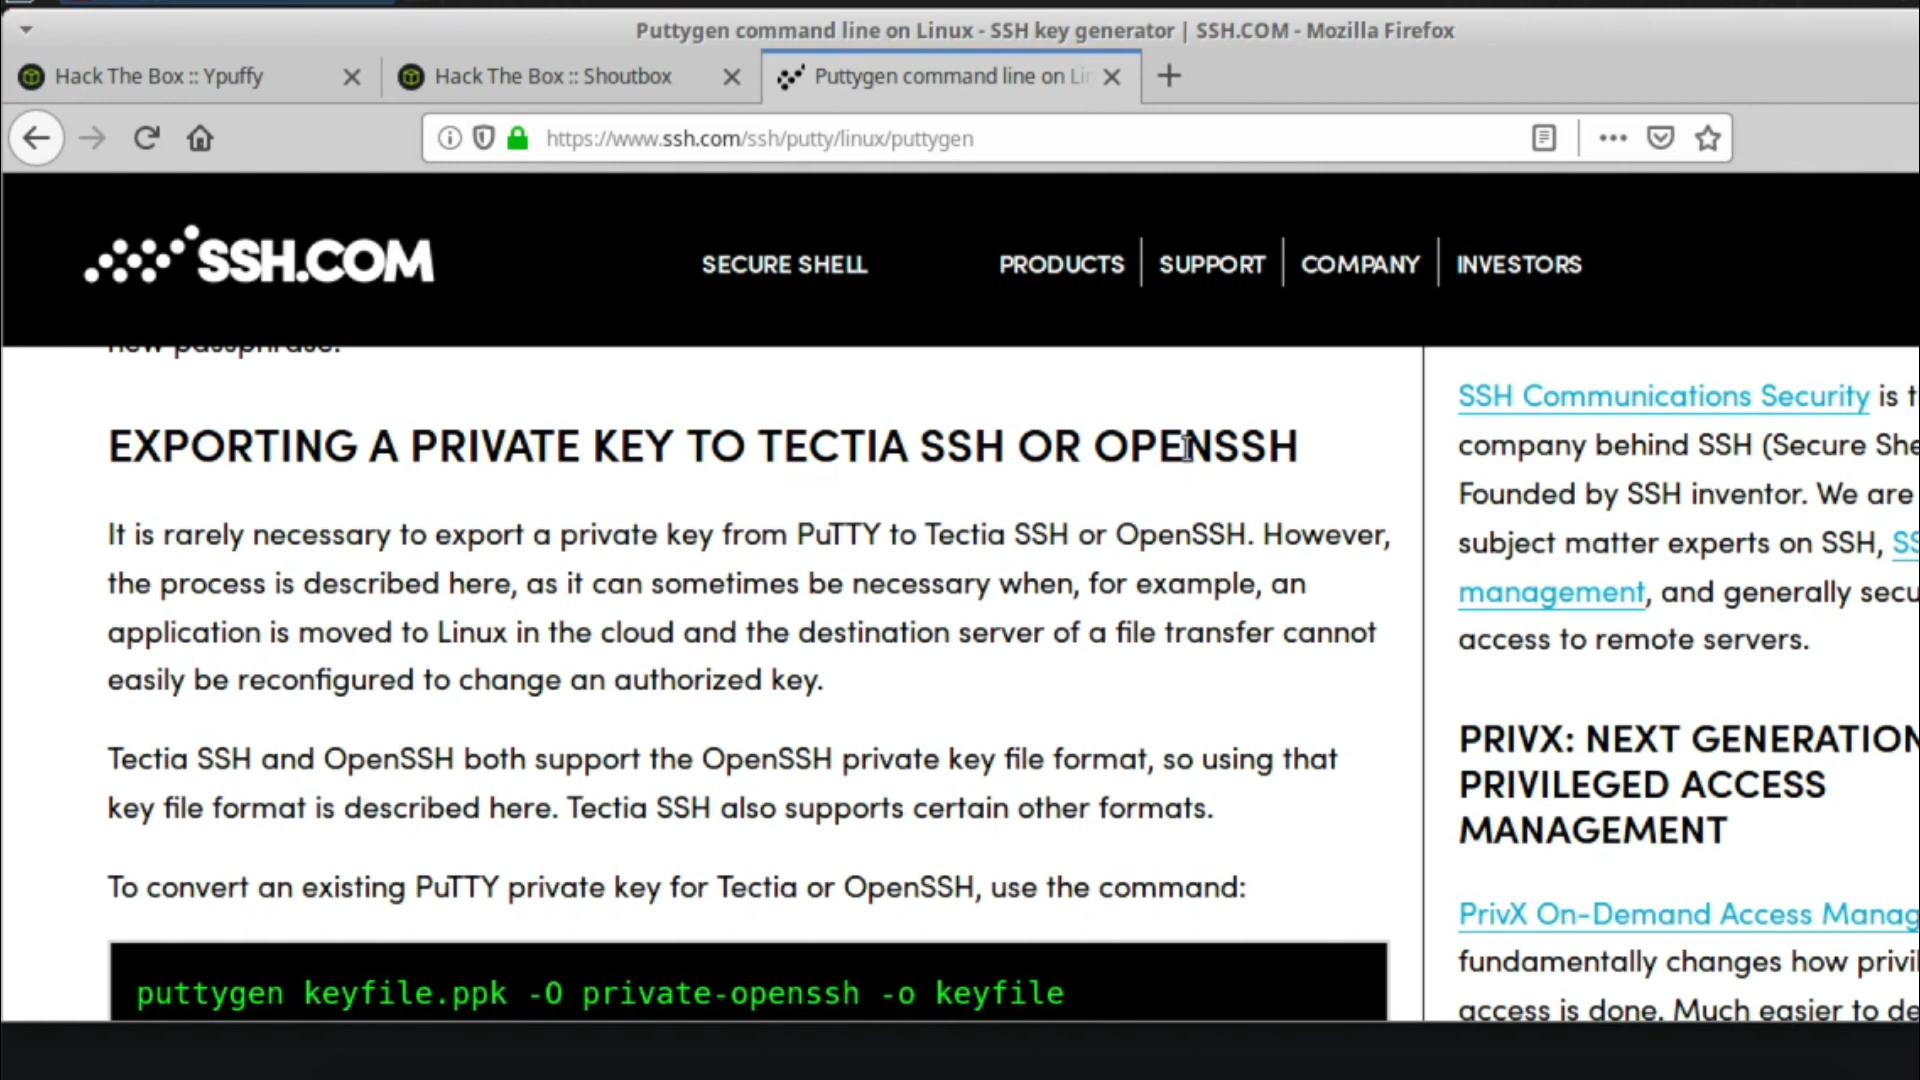 Puttygen command line on Linux - SSH key generator | SSH.COM - Mozilla Firefox
Hack The Box :: Ypuffy
Hack The Box :: Shoutbox
Puttygen command line on Li
https://www.ssh.com/ssh/putty/linux/puttygen
SSH.COM
SECURE SHELL
PRODUCTS
SUPPORT
COMPANY
INVESTORS
new passphrase.
EXPORTING A PRIVATE KEY TO TECTIA SSH OR OPENSSH
It is rarely necessary to export a private key from PuTTY to Tectia SSH or OpenSSH. However,
the process is described here, as it can sometimes be necessary when, for example, an
application is moved to Linux in the cloud and the destination server of a file transfer cannot
easily be reconfigured to change an authorized key.
Tectia SSH and OpenSSH both support the OpenSSH private key file format, so using that
key file format is described here. Tectia SSH also supports certain other formats.
To convert an existing PuTTY private key for Tectia or OpenSSH, use the command:
puttygen keyfile.ppk -O private-openssh -o keyfile
SSH Communications Security is t
company behind SSH (Secure She
Founded by SSH inventor. We are
subject matter experts on SSH, SS
management, and generally secu
access to remote servers.
PRIVX: NEXT GENERATION
PRIVILEGED ACCESS
MANAGEMENT
PrivX On-Demand Access Manag
fundamentally changes how privi
access is done. Much easier to de